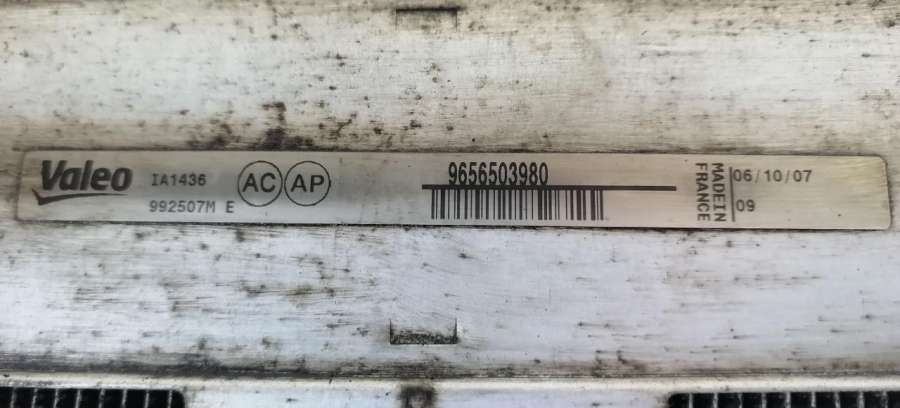 Valeo
IA1436
992507M E
AC AP
9656503980
MADE IN
FRANCE
06/10/07
09